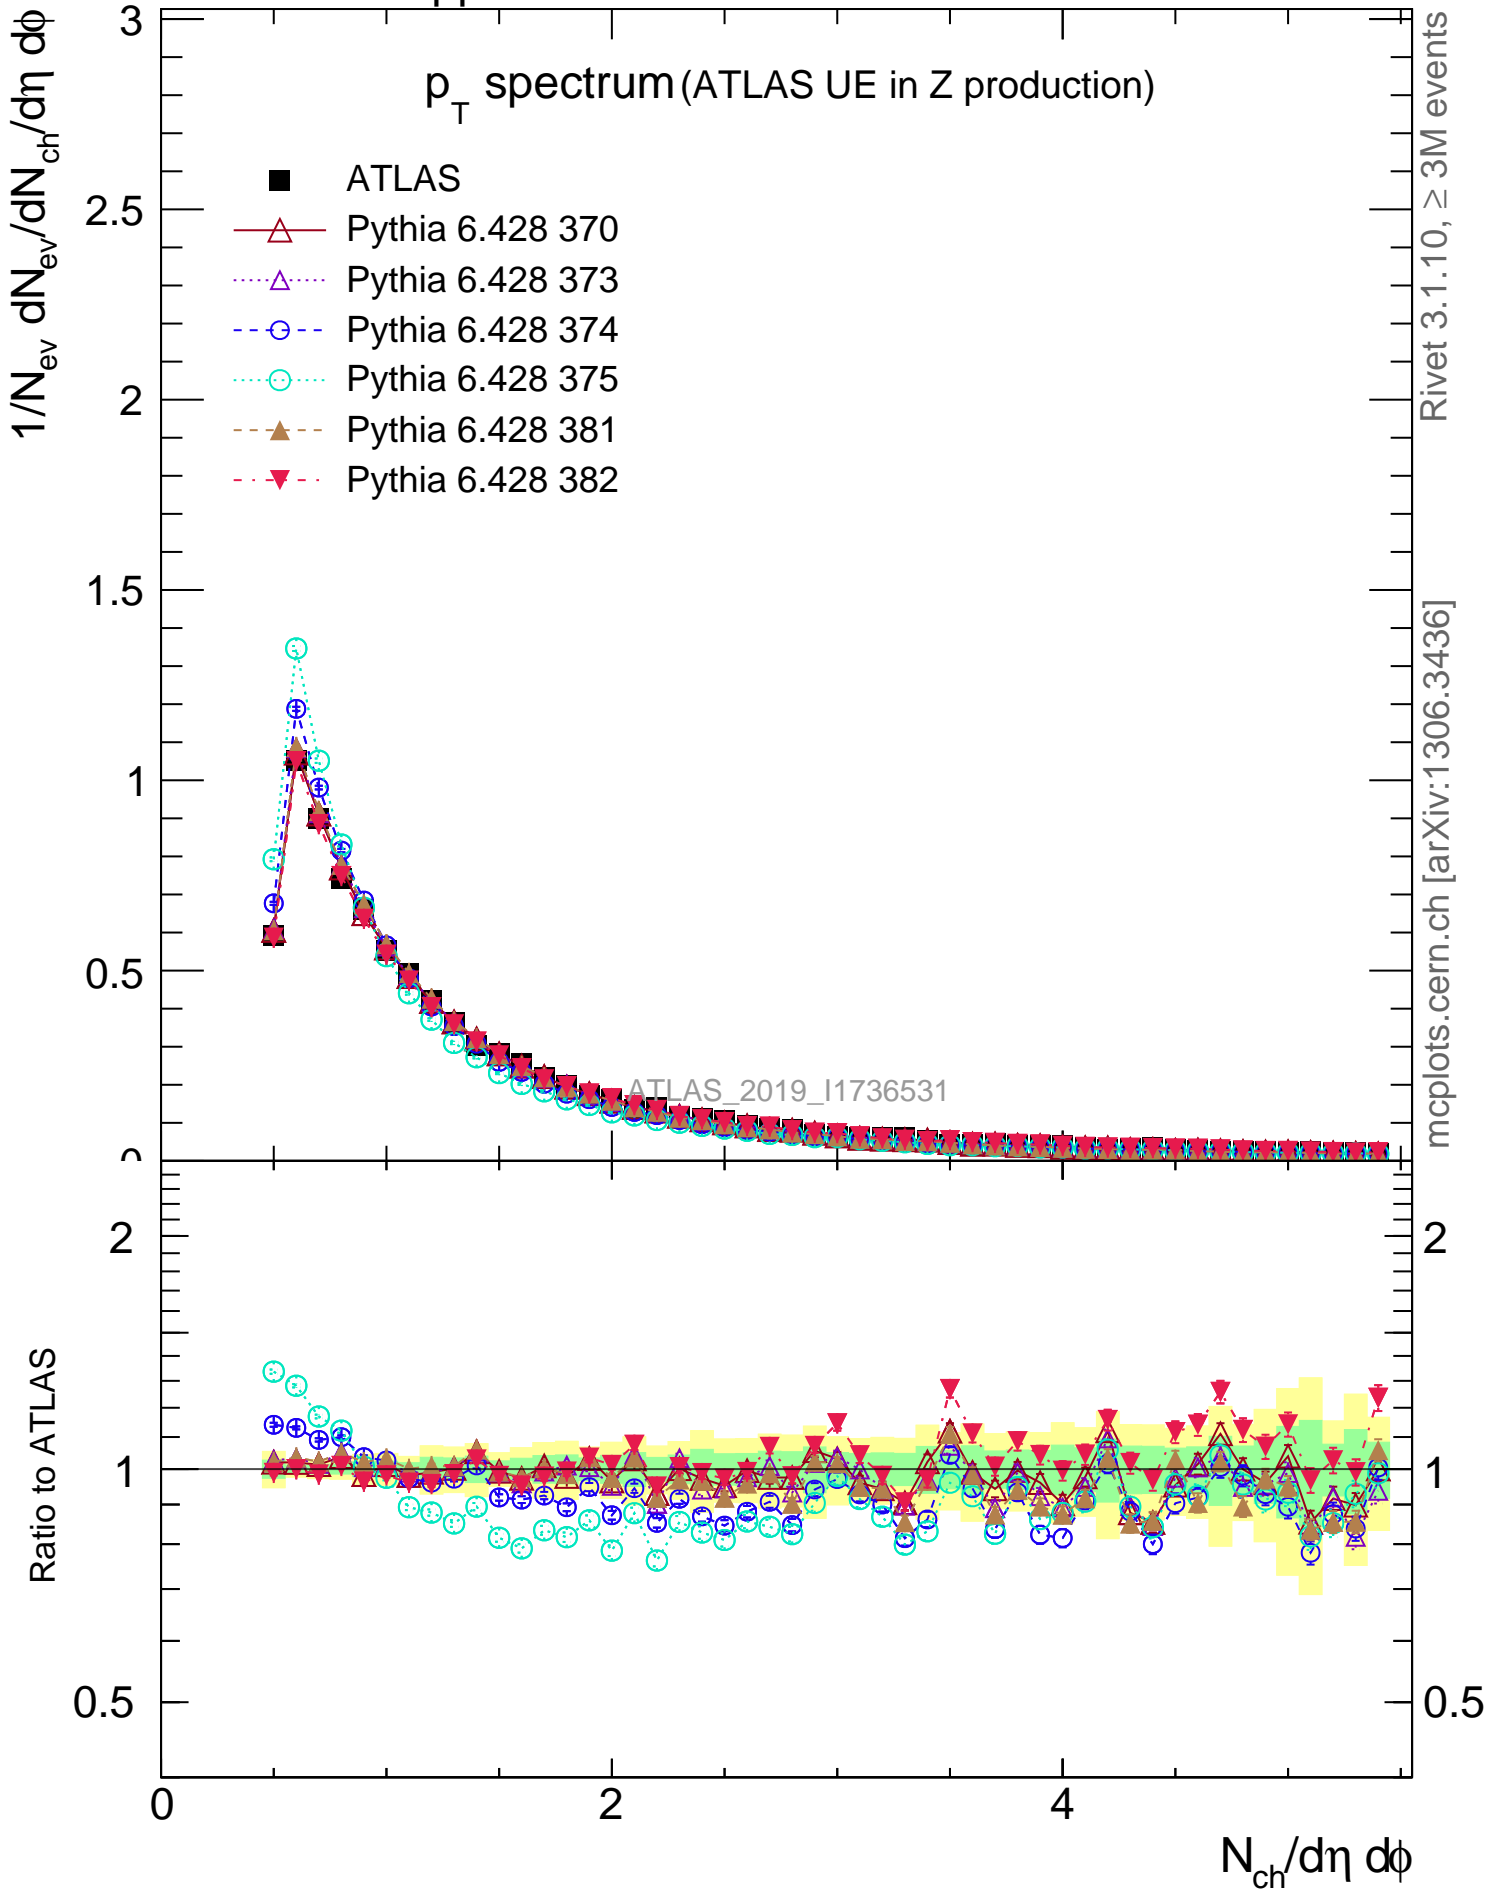 1/N_ev dN_ev/dN_ch/dη dϕ
p_T spectrum (ATLAS UE in Z production)
ATLAS
Pythia 6.428 370
Pythia 6.428 373
Pythia 6.428 374
Pythia 6.428 375
Pythia 6.428 381
Pythia 6.428 382
3
2.5
2
1.5
1
0.5
0
ATLAS_2019_I1736531
Rivet 3.1.10, ≥ 3M events
mcplots.cern.ch [arXiv:1306.3436]
Ratio to ATLAS
2
1
0.5
2
1
0.5
0 2 4
N_ch/dη dϕ